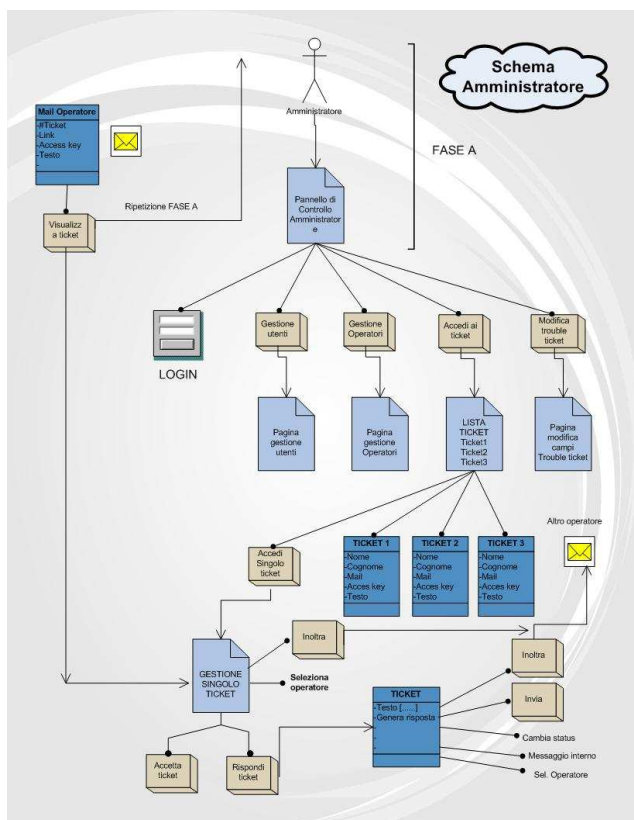 Schema
Amministratore
Amministratore
FASE A
Mail Operatore
-#Ticket
-Link
-Access key
-Testo
-
Ripetizione FASE A
Visualizz
a ticket
Pannello di
Controllo
Amministrator
e
LOGIN
Gestione
utenti
Gestione
Operatori
Accedi ai
ticket
Modifica
trouble
ticket
Pagina
gestione
utenti
Pagina
gestione
Operatori
LISTA
TICKET
Ticket1
Ticket2
Ticket3
Pagina
modifica
campi
Trouble ticket
Altro operatore
Accedi
Singolo
ticket
TICKET 1
-Nome
-Cognome
-Mail
-Acces key
-Testo
TICKET 2
-Nome
-Cognome
-Mail
-Acces key
-Testo
TICKET 3
-Nome
-Cognome
-Mail
-Acces key
-Testo
Inoltra
GESTIONE
SINGOLO
TICKET
Seleziona
operatore
Inoltra
Invia
TICKET
-Testo [......]
-Genera risposta
-
-
-
Cambia status
Messaggio interno
Sel. Operatore
Accetta
ticket
Rispondi
ticket